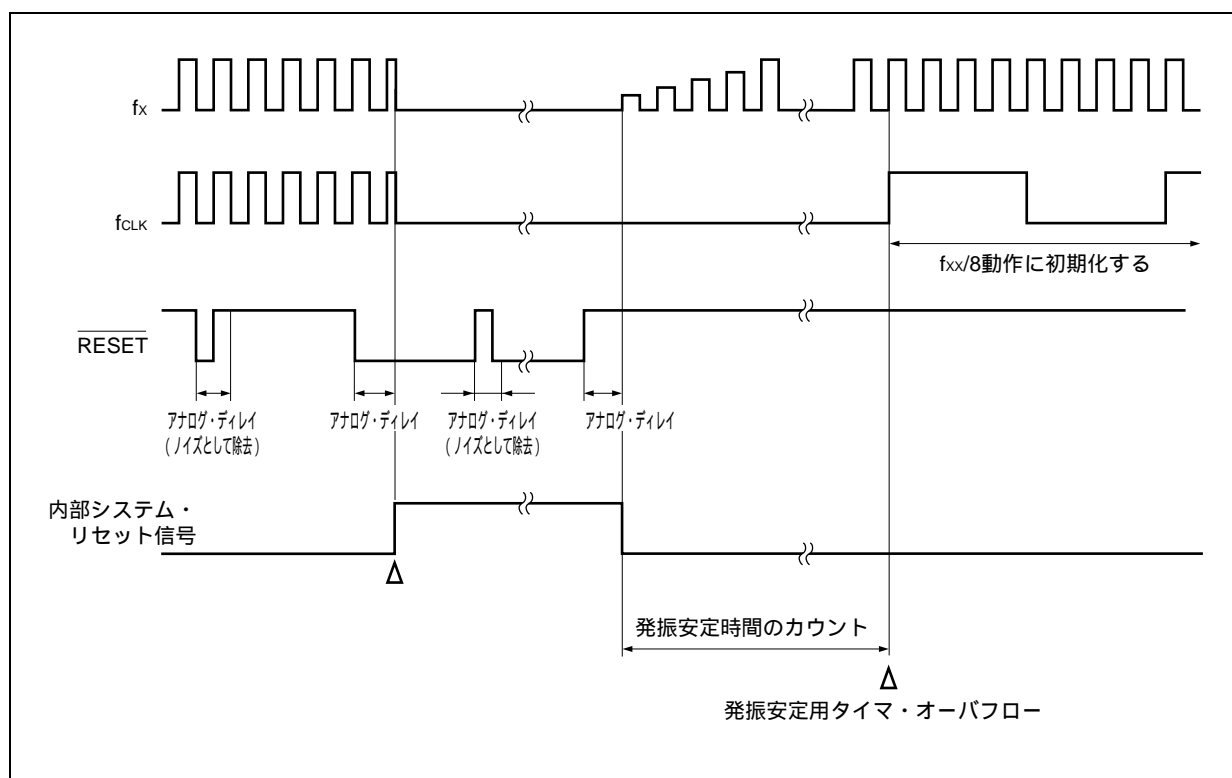 fX
fCLK
fXX/8動作に初期化する
RESET
アナログ・ディレイ
(ノイズとして除去)
アナログ・ディレイ
アナログ・ディレイ
(ノイズとして除去)
アナログ・ディレイ
内部システム・
リセット信号
発振安定時間のカウント
発振安定用タイマ・オーバフロー